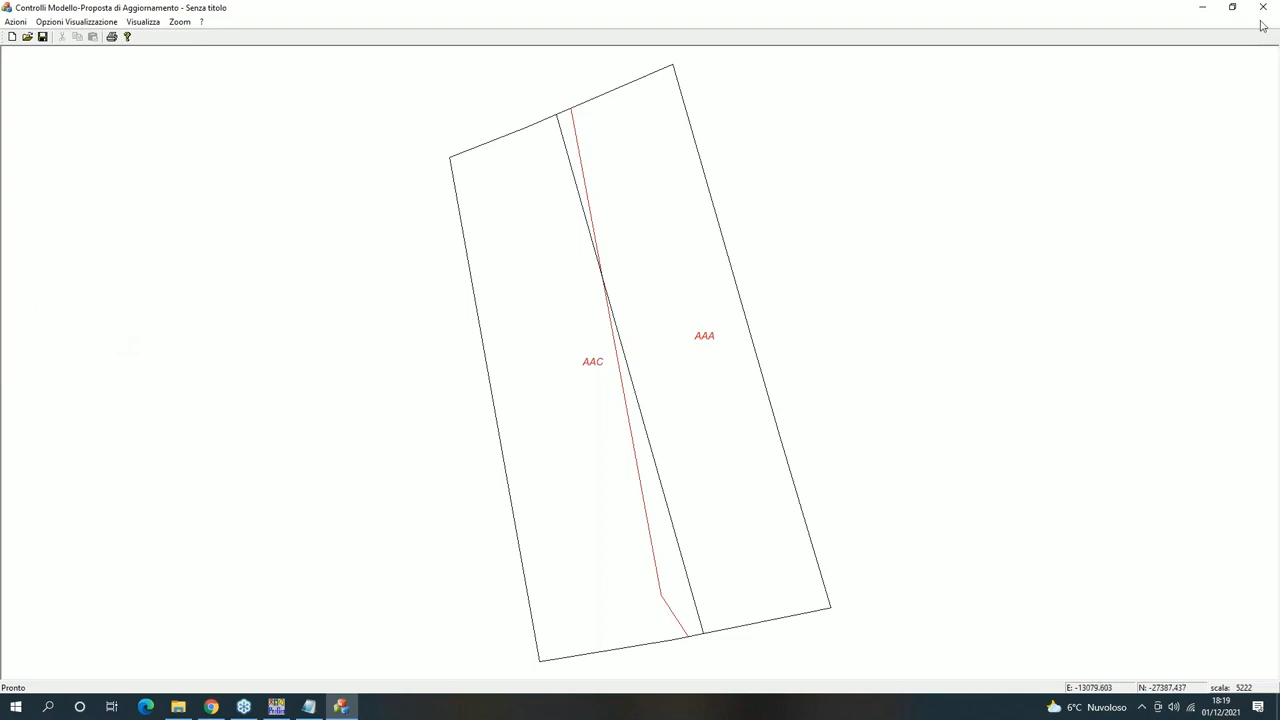 Controlli Modello-Proposta di Aggiornamento - Senza titolo
Azioni Opzioni Visualizzazione Visualizza Zoom ?
AAA
AAC
Pronto E: -13079.603 N: -27387.437 scala: 5222
6°C Nuvoloso 18:19
01/12/2021